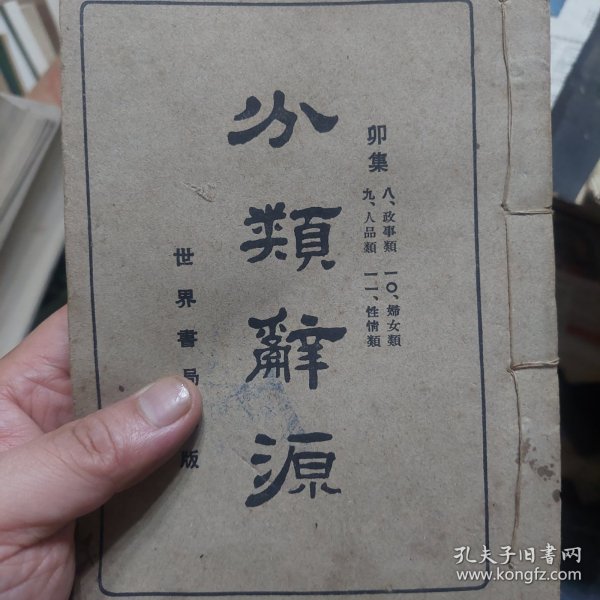 卯集
八、政事類 一〇、婦女類
九、人品類 一一、性情類
分類辭源
世界書局
版
孔夫子旧书网
www.kongfz.com